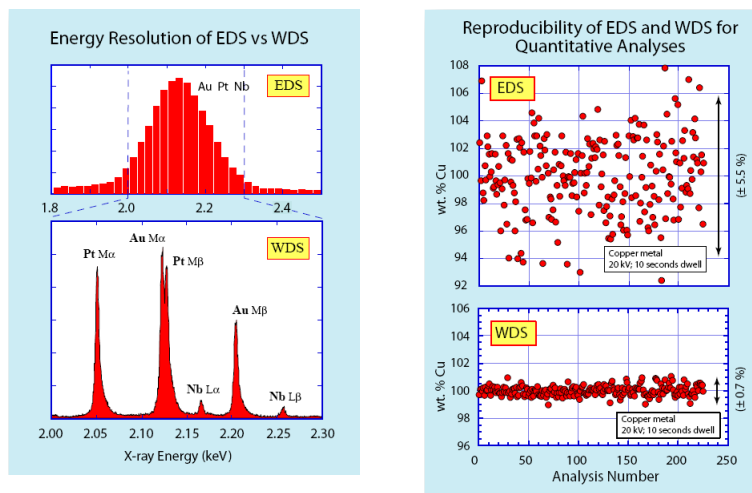 Energy Resolution of EDS vs WDS
Au Pt Nb
EDS
1.8 2.0 2.2 2.4
WDS
Au Mα
Pt Mα
Pt Mβ
Au Mβ
Nb Lα
Nb Lβ
2.00 2.05 2.10 2.15 2.20 2.25 2.30
X-ray Energy (keV)
Reproducibility of EDS and WDS for
Quantitative Analyses
108
106
104
102
100
98
96
94
92
wt. % Cu
EDS
(± 5.5 %)
Copper metal
20 kV; 10 seconds dwell
106
104
102
100
98
96
wt. % Cu
WDS
(± 0.7 %)
Copper metal
20 kV; 10 seconds dwell
0 50 100 150 200 250
Analysis Number